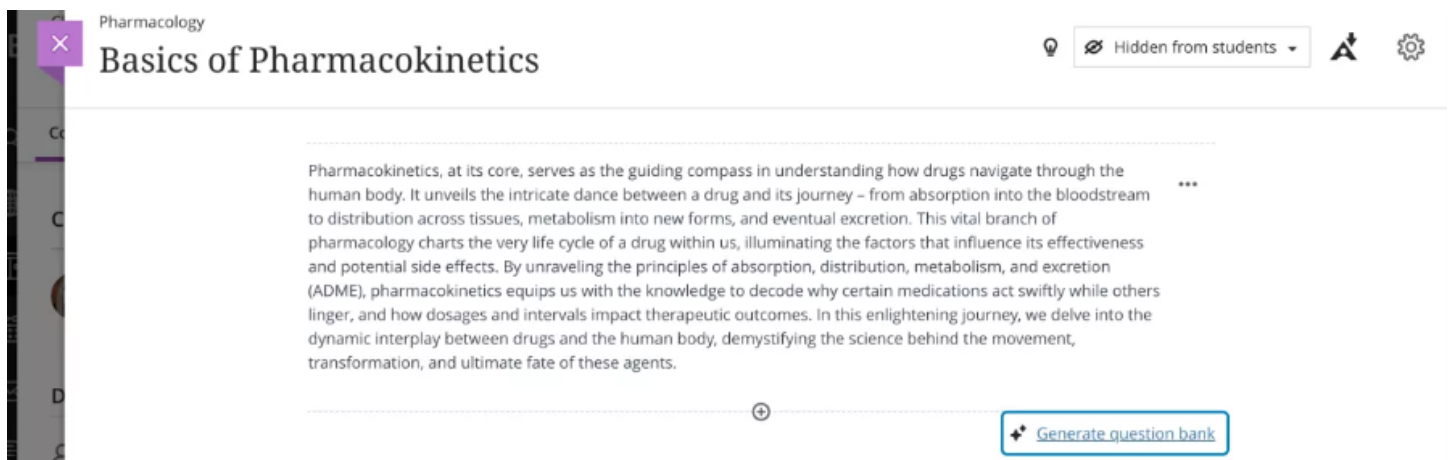 Pharmacology
Basics of Pharmacokinetics
Hidden from students
Pharmacokinetics, at its core, serves as the guiding compass in understanding how drugs navigate through the
human body. It unveils the intricate dance between a drug and its journey – from absorption into the bloodstream
to distribution across tissues, metabolism into new forms, and eventual excretion. This vital branch of
pharmacology charts the very life cycle of a drug within us, illuminating the factors that influence its effectiveness
and potential side effects. By unraveling the principles of absorption, distribution, metabolism, and excretion
(ADME), pharmacokinetics equips us with the knowledge to decode why certain medications act swiftly while others
linger, and how dosages and intervals impact therapeutic outcomes. In this enlightening journey, we delve into the
dynamic interplay between drugs and the human body, demystifying the science behind the movement,
transformation, and ultimate fate of these agents.
Generate question bank